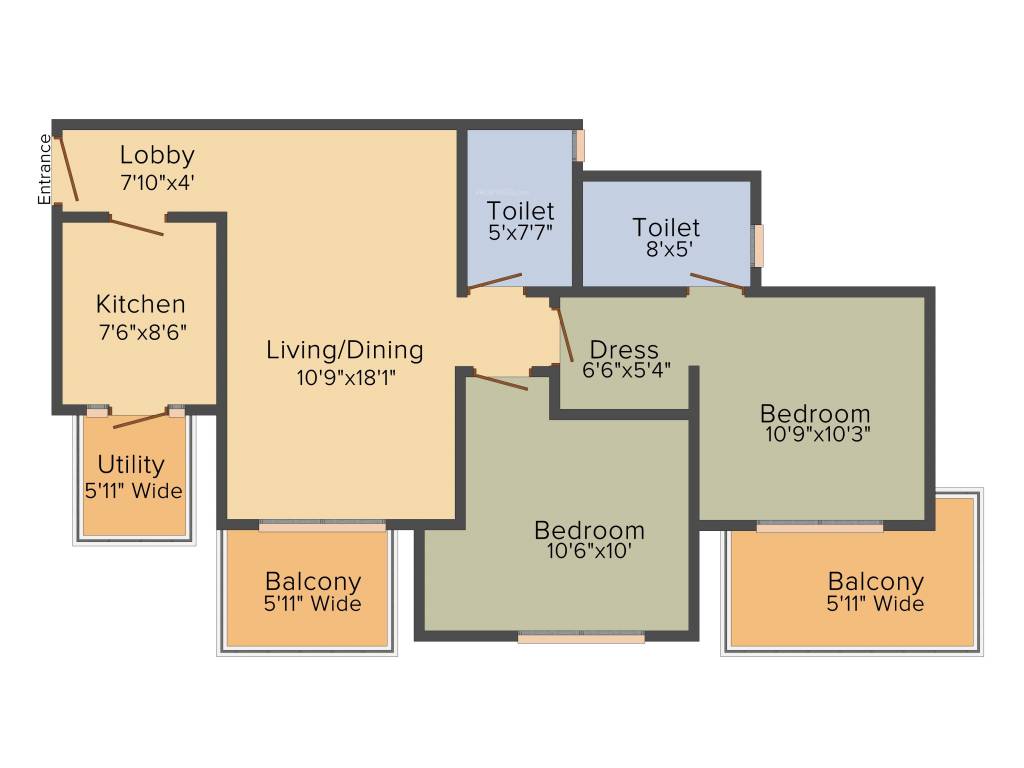 Entrance
Lobby
7'10"x4'
Toilet
5'x7'7"
Toilet
8'x5'
Kitchen
7'6"x8'6"
Living/Dining
10'9"x18'1"
Dress
6'6"x5'4"
Bedroom
10'9"x10'3"
Utility
5'11" Wide
Bedroom
10'6"x10'
Balcony
5'11" Wide
Balcony
5'11" Wide